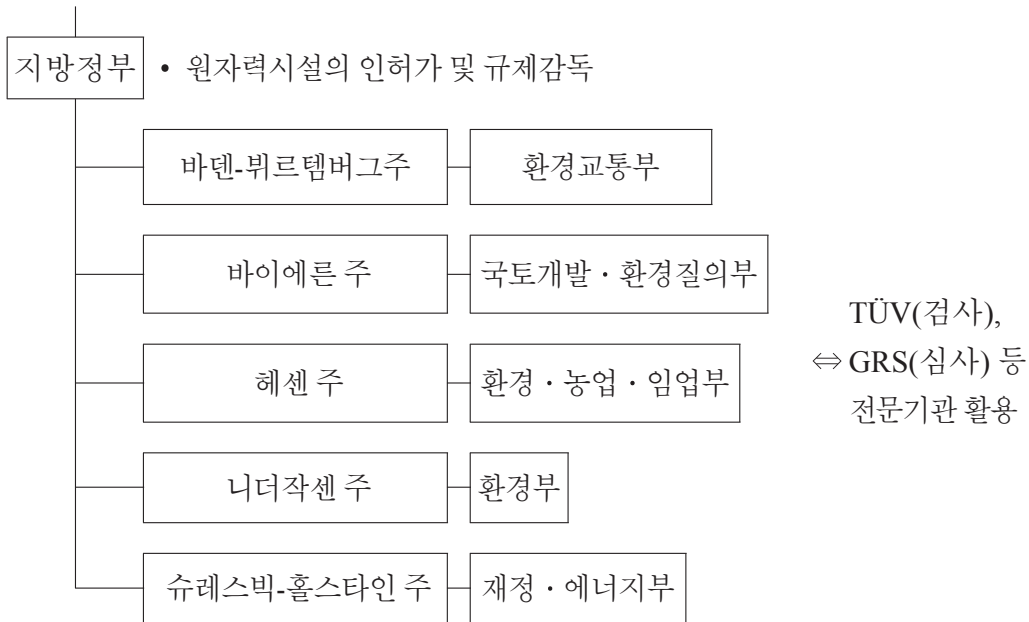 지방정부 • 원자력시설의 인허가 및 규제감독
바덴-뷔르템버그주 환경교통부
바이에른 주 국토개발・환경질의부
헤센 주 환경・농업・임업부
니더작센 주 환경부
슈레스빅-홀스타인 주 재정・에너지부
TÜV(검사),
⇔ GRS(심사) 등
전문기관 활용